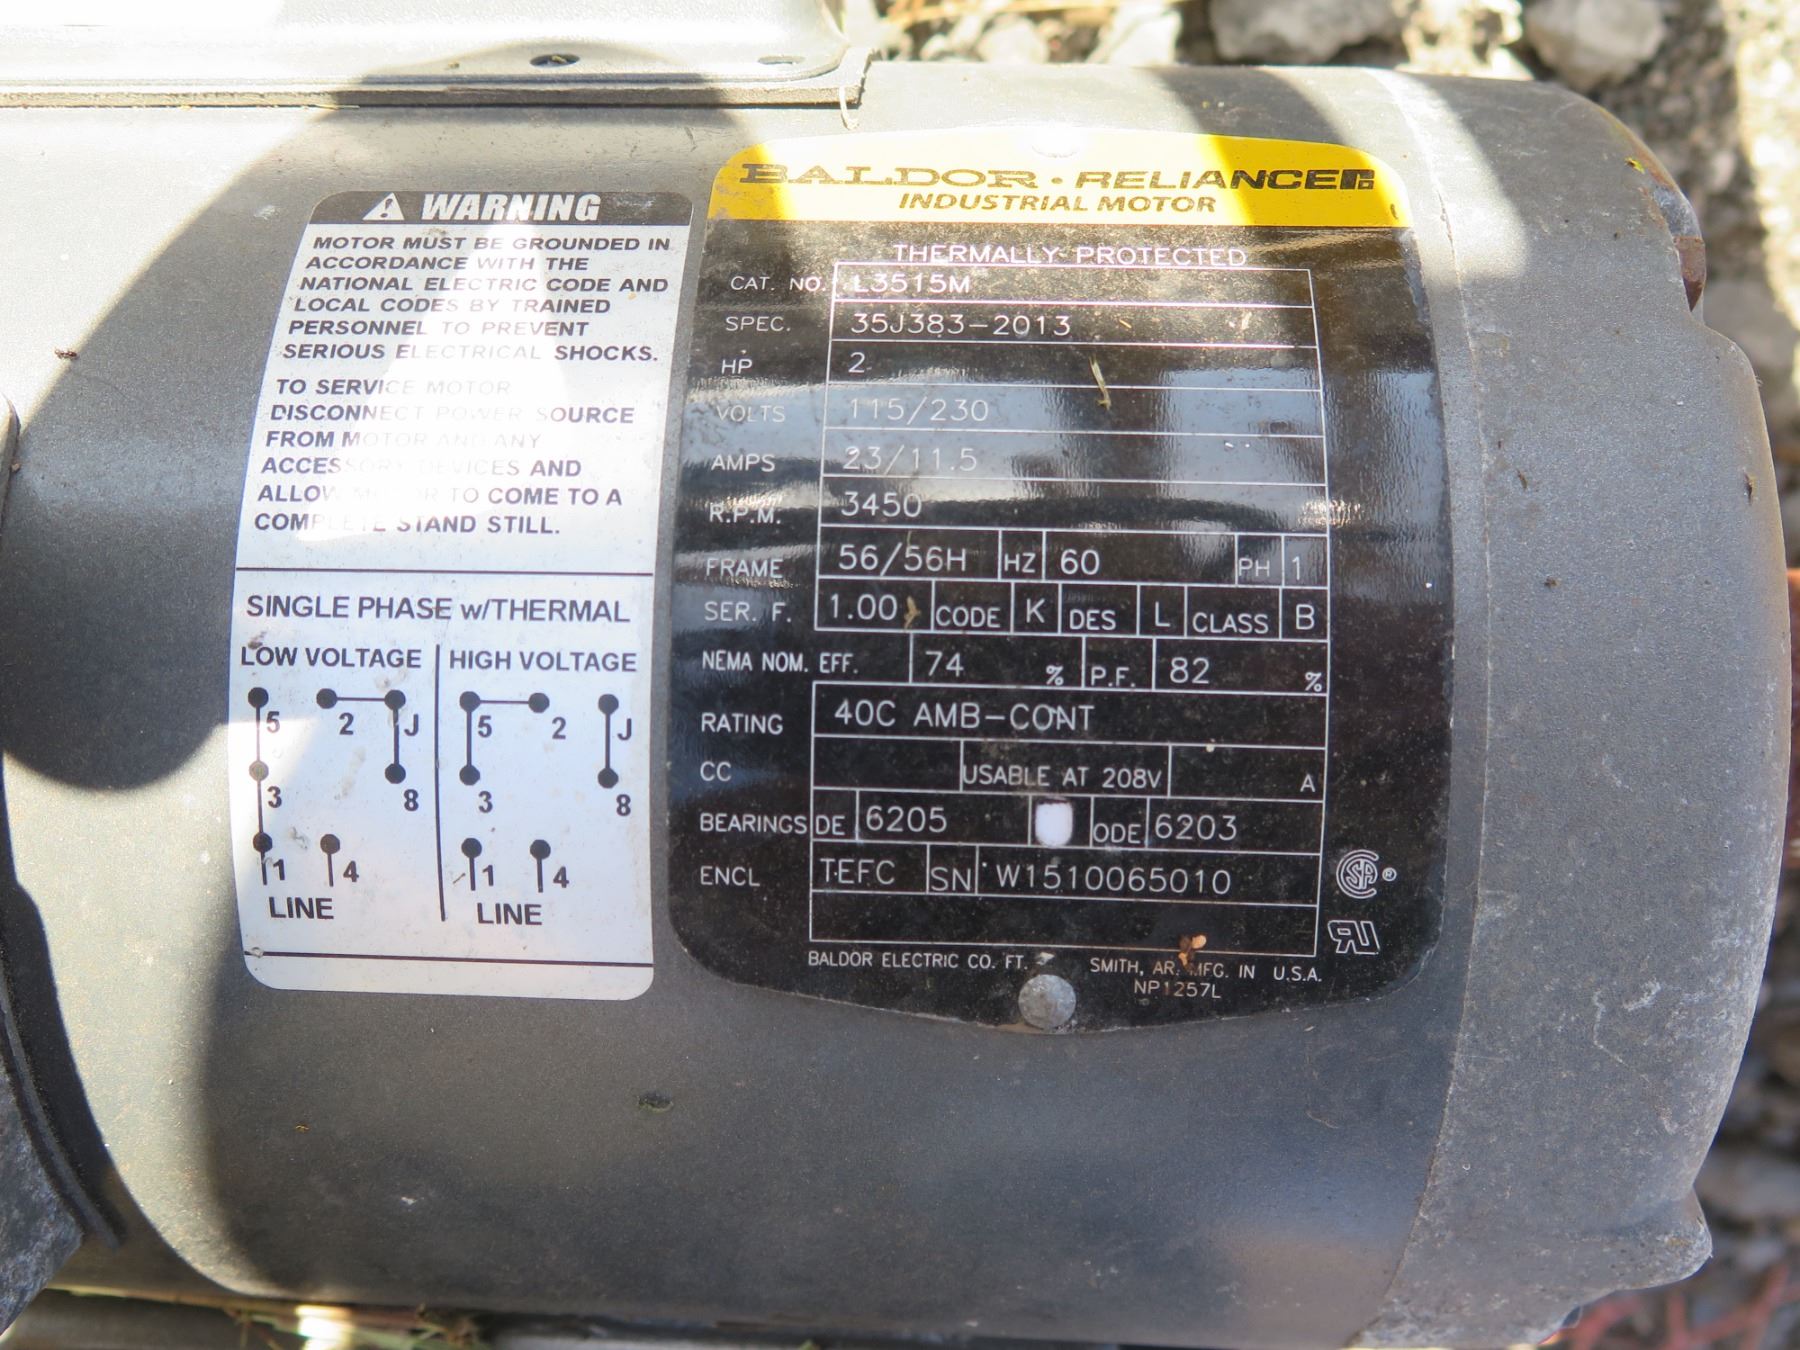 WARNING
MOTOR MUST BE GROUNDED IN
ACCORDANCE WITH THE
NATIONAL ELECTRIC CODE AND
LOCAL CODES BY TRAINED
PERSONNEL TO PREVENT
SERIOUS ELECTRICAL SHOCKS.
TO SERVICE MOTOR
DISCONNECT POWER SOURCE
FROM MOTOR AND ANY
ACCESSORY DEVICES AND
ALLOW MOTOR TO COME TO A
COMPLETE STAND STILL.
SINGLE PHASE w/THERMAL
LOW VOLTAGE HIGH VOLTAGE
5 2 J 5 2 J
3 8 3 8
1 4 1 4
LINE LINE
BALDOR • RELIANCER
INDUSTRIAL MOTOR
THERMALLY PROTECTED
CAT. NO. L3515M
SPEC. 35J383-2013
HP 2
VOLTS 115/230
AMPS 23/11.5
R.P.M. 3450
FRAME 56/56H HZ 60 PH 1
SER. F. 1.00 CODE K DES L CLASS B
NEMA NOM. EFF. 74 % P.F. 82 %
RATING 40C AMB-CONT
CC USABLE AT 208V A
BEARINGS DE 6205 ODE 6203
ENCL TEFC SN W1510065010
BALDOR ELECTRIC CO. FT. SMITH, AR. MFG. IN U.S.A.
NP1257L